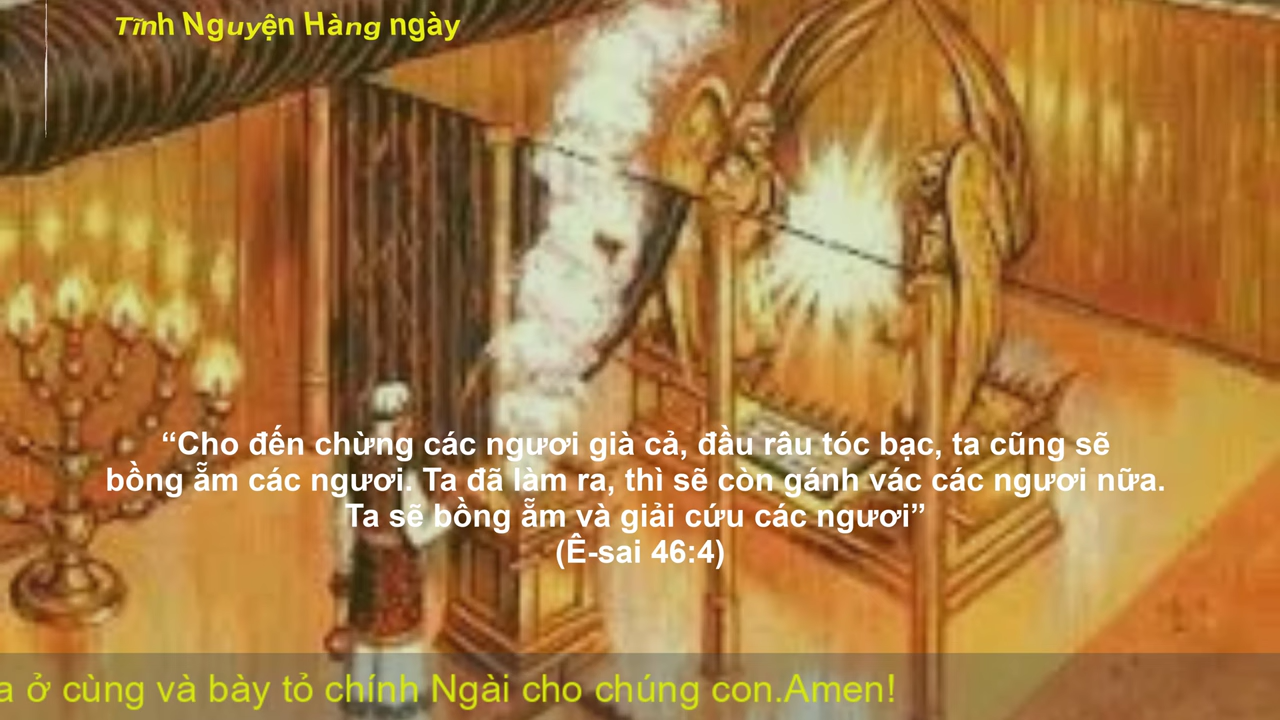 Tĩnh Nguyện Hàng ngày
“Cho đến chừng các ngươi già cả, đầu râu tóc bạc, ta cũng sẽ
bồng ẵm các ngươi. Ta đã làm ra, thì sẽ còn gánh vác các ngươi nữa.
Ta sẽ bồng ẵm và giải cứu các ngươi”
(Ê-sai 46:4)
a ở cùng và bày tỏ chính Ngài cho chúng con.Amen!